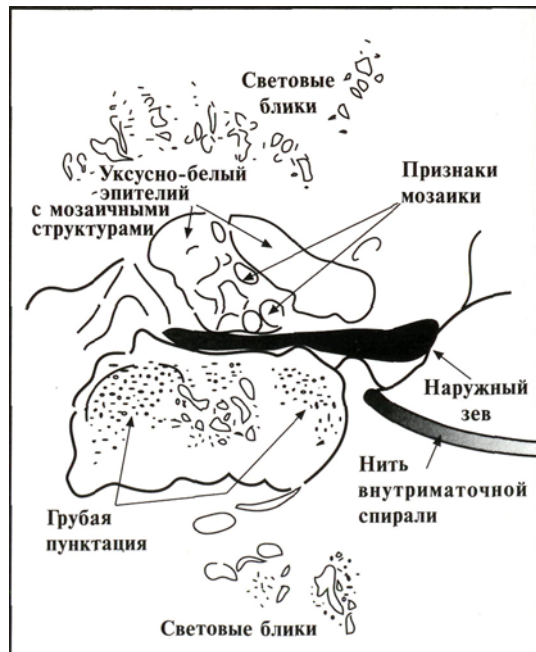 Световые
блики
Уксусно-белый
эпителий
с мозаичными
структурами
Признаки
мозаики
Наружный
зев
Нить
внутриматочной
спирали
Грубая
пунктация
Световые блики